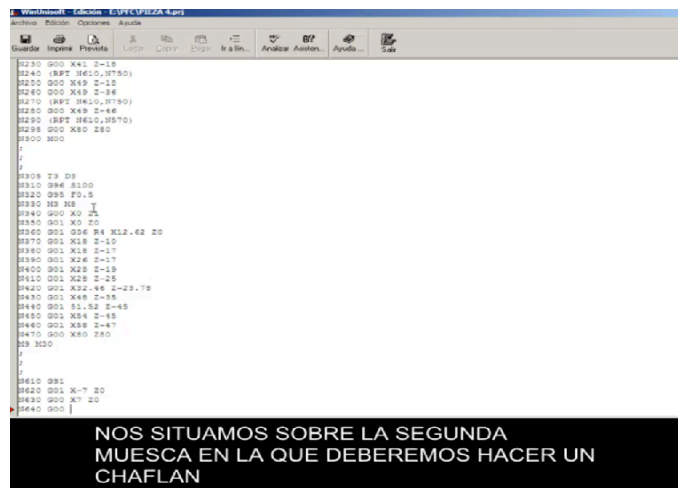 WinUnisoft - Edición - E:\PFC\PIEZA 4.prj
Archivo Edición Opciones Ayuda
Guardar Imprimir Prevista Cortar Copiar Pegar Ir a lín... Analizar Asisten... Ayuda ... Salir
N230 G00 X41 Z-18
N240 (RPT N610,N750)
N250 G00 X49 Z-18
N260 G00 X49 Z-36
N270 (RPT N610,N750)
N280 G00 X49 Z-46
N290 (RPT N610,N570)
N295 G00 X80 Z80
N300 M00
;
;
;
N305 T3 D3
N310 G96 S100
N320 G95 F0.5
N330 M3 M8
N340 G00 X0 Z1
N350 G01 X0 Z0
N360 G01 G36 R4 X12.62 Z0
N370 G01 X18 Z-10
N380 G01 X18 Z-17
N390 G01 X26 Z-17
N400 G01 X28 Z-19
N410 G01 X28 Z-25
N420 G01 X32.46 Z-23.78
N430 G01 X48 Z-35
N440 G01 51.52 Z-45
N450 G01 X54 Z-45
N460 G01 X58 Z-47
N470 G00 X80 Z80
M9 M30
;
;
;
N610 G91
N620 G01 X-7 Z0
N630 G00 X7 Z0
N640 G00
NOS SITUAMOS SOBRE LA SEGUNDA
MUESCA EN LA QUE DEBEREMOS HACER UN
CHAFLAN